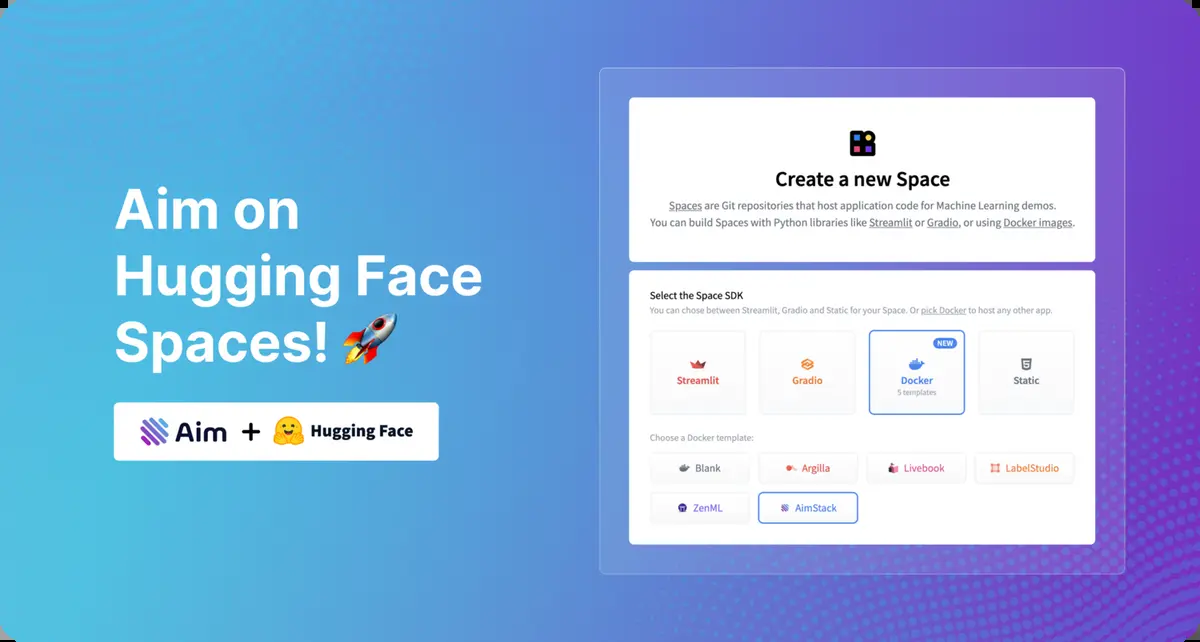 Aim on
Hugging Face
Spaces! 🚀
Aim + Hugging Face
Create a new Space
Spaces are Git repositories that host application code for Machine Learning demos.
You can build Spaces with Python libraries like Streamlit or Gradio, or using Docker images.
Select the Space SDK
You can chose between Streamlit, Gradio and Static for your Space. Or pick Docker to host any other app.
Streamlit
Gradio
NEW
Docker
5 templates
Static
Choose a Docker template:
Blank
Argilla
Livebook
LabelStudio
ZenML
AimStack